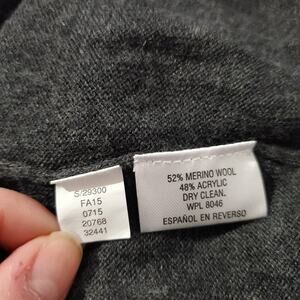 S/29300
FA15
0715
20768
32441
52% MERINO WOOL
48% ACRYLIC
DRY CLEAN.
WPL 8046
ESPAÑOL EN REVERSO